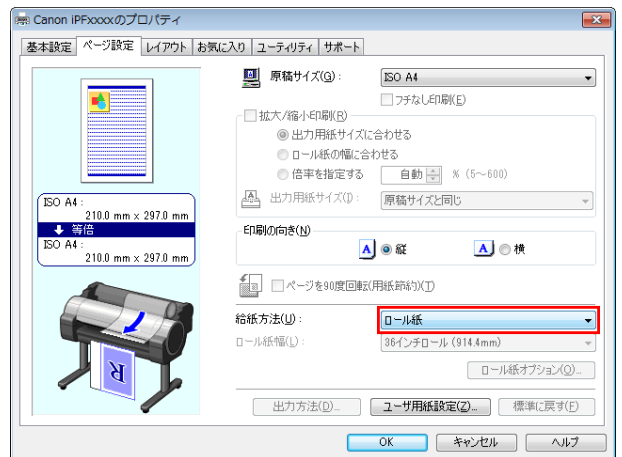 Canon iPFxxxxのプロパティ
基本設定 ページ設定 レイアウト お気に入り ユーティリティ サポート
原稿サイズ(G): ISO A4
フチなし印刷(E)
拡大/縮小印刷(R)
出力用紙サイズに合わせる
ロール紙の幅に合わせる
倍率を指定する 自動 % (5～600)
出力用紙サイズ(I): 原稿サイズと同じ
ISO A4 :
210.0 mm x 297.0 mm
等倍
ISO A4 :
210.0 mm x 297.0 mm
印刷の向き(N)
A 縦 A 横
ページを90度回転(用紙節約)(T)
給紙方法(U): ロール紙
ロール紙幅(L): 36インチロール (914.4mm)
ロール紙オプション(O)...
R
出力方法(D)... ユーザ用紙設定(Z)... 標準に戻す(F)
OK キャンセル ヘルプ